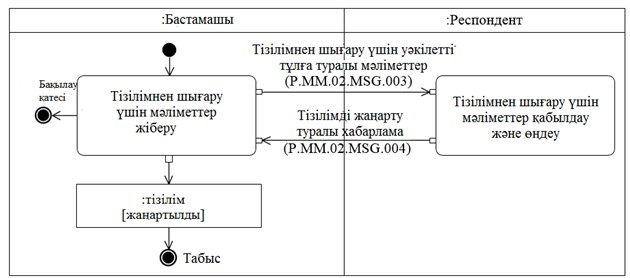 :Бастамашы
:Респондент
Тізілімнен шығару үшін уәкілетті
тұлға туралы мәліметтер
(P.MM.02.MSG.003)
Бақылау
қатесі
Тізілімнен шығару
үшін мәліметтер
жіберу
Тізілімді жаңарту
туралы хабарлама
(P.MM.02.MSG.004)
Тізілімнен шығару үшін
мәліметтер қабылдау
және өңдеу
:тізілім
[жаңартылды]
Табыс